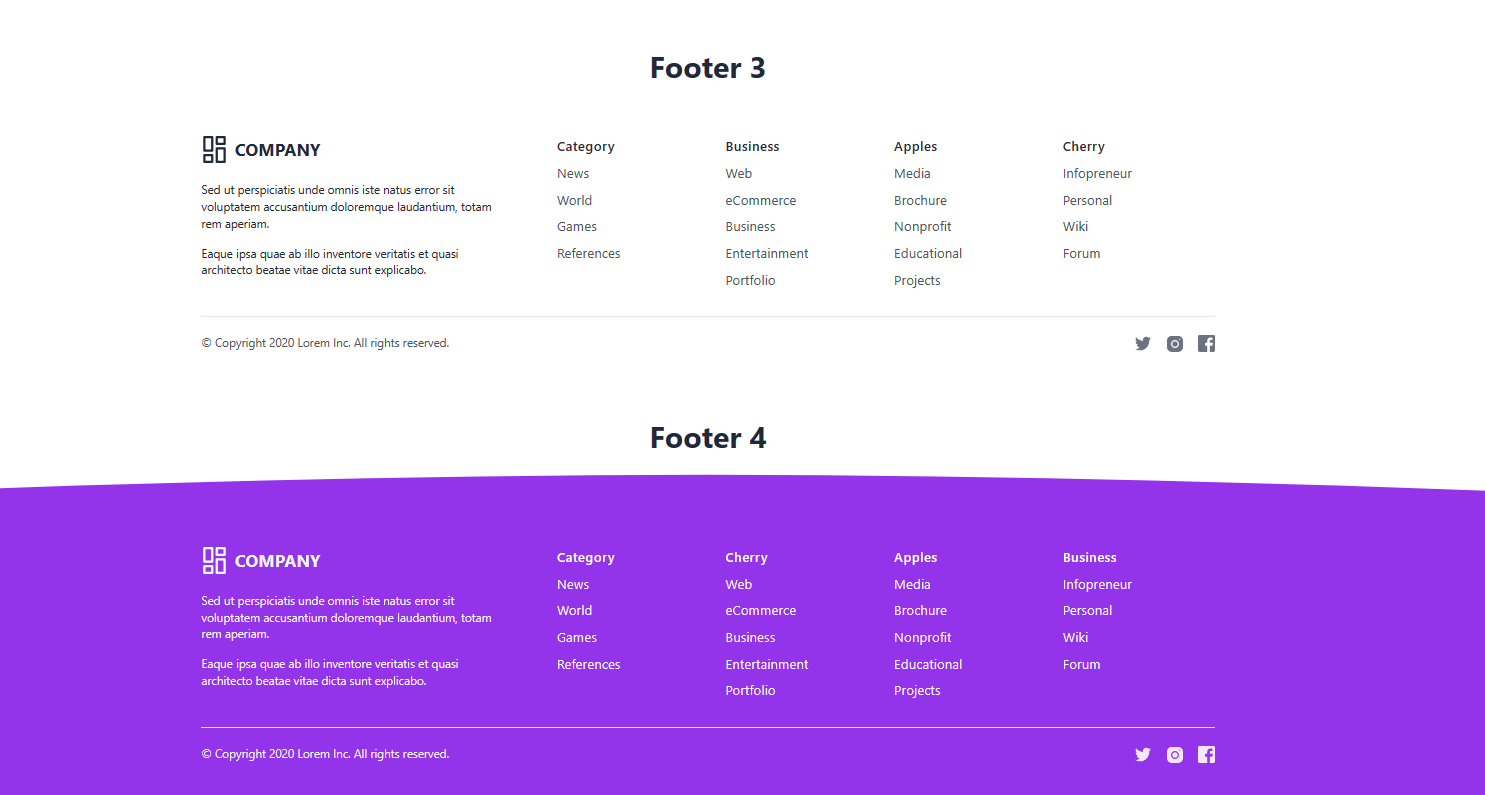 Footer 3
COMPANY
Sed ut perspiciatis unde omnis iste natus error sit
voluptatem accusantium doloremque laudantium, totam
rem aperiam.
Eaque ipsa quae ab illo inventore veritatis et quasi
architecto beatae vitae dicta sunt explicabo.
Category
News
World
Games
References
Business
Web
eCommerce
Business
Entertainment
Portfolio
Apples
Media
Brochure
Nonprofit
Educational
Projects
Cherry
Infopreneur
Personal
Wiki
Forum
© Copyright 2020 Lorem Inc. All rights reserved.
Footer 4
COMPANY
Sed ut perspiciatis unde omnis iste natus error sit
voluptatem accusantium doloremque laudantium, totam
rem aperiam.
Eaque ipsa quae ab illo inventore veritatis et quasi
architecto beatae vitae dicta sunt explicabo.
Category
News
World
Games
References
Cherry
Web
eCommerce
Business
Entertainment
Portfolio
Apples
Media
Brochure
Nonprofit
Educational
Projects
Business
Infopreneur
Personal
Wiki
Forum
© Copyright 2020 Lorem Inc. All rights reserved.